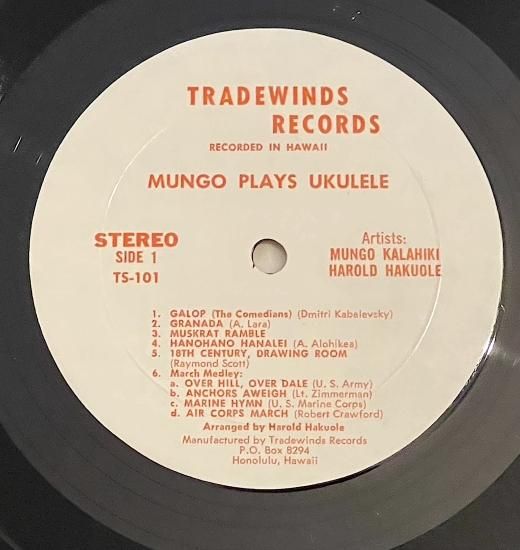 TRADEWINDS
RECORDS
RECORDED IN HAWAII
MUNGO PLAYS UKULELE
STEREO
SIDE 1
TS-101
Artists:
MUNGO KALAHIKI
HAROLD HAKUOLE
1. GALOP (The Comedians) (Dmitri Kabalevsky)
2. GRANADA (A. Lara)
3. MUSKRAT RAMBLE
4. HANOHANO HANALEI (A. Alohikea)
5. 18TH CENTURY, DRAWING ROOM
(Raymond Scott)
6. March Medley:
a. OVER HILL, OVER DALE (U. S. Army)
b. ANCHORS AWEIGH (Lt. Zimmerman)
c. MARINE HYMN (U. S. Marine Corps)
d. AIR CORPS MARCH (Robert Crawford)
Arranged by Harold Hakuole
Manufactured by Tradewinds Records
P.O. Box 8294
Honolulu, Hawaii